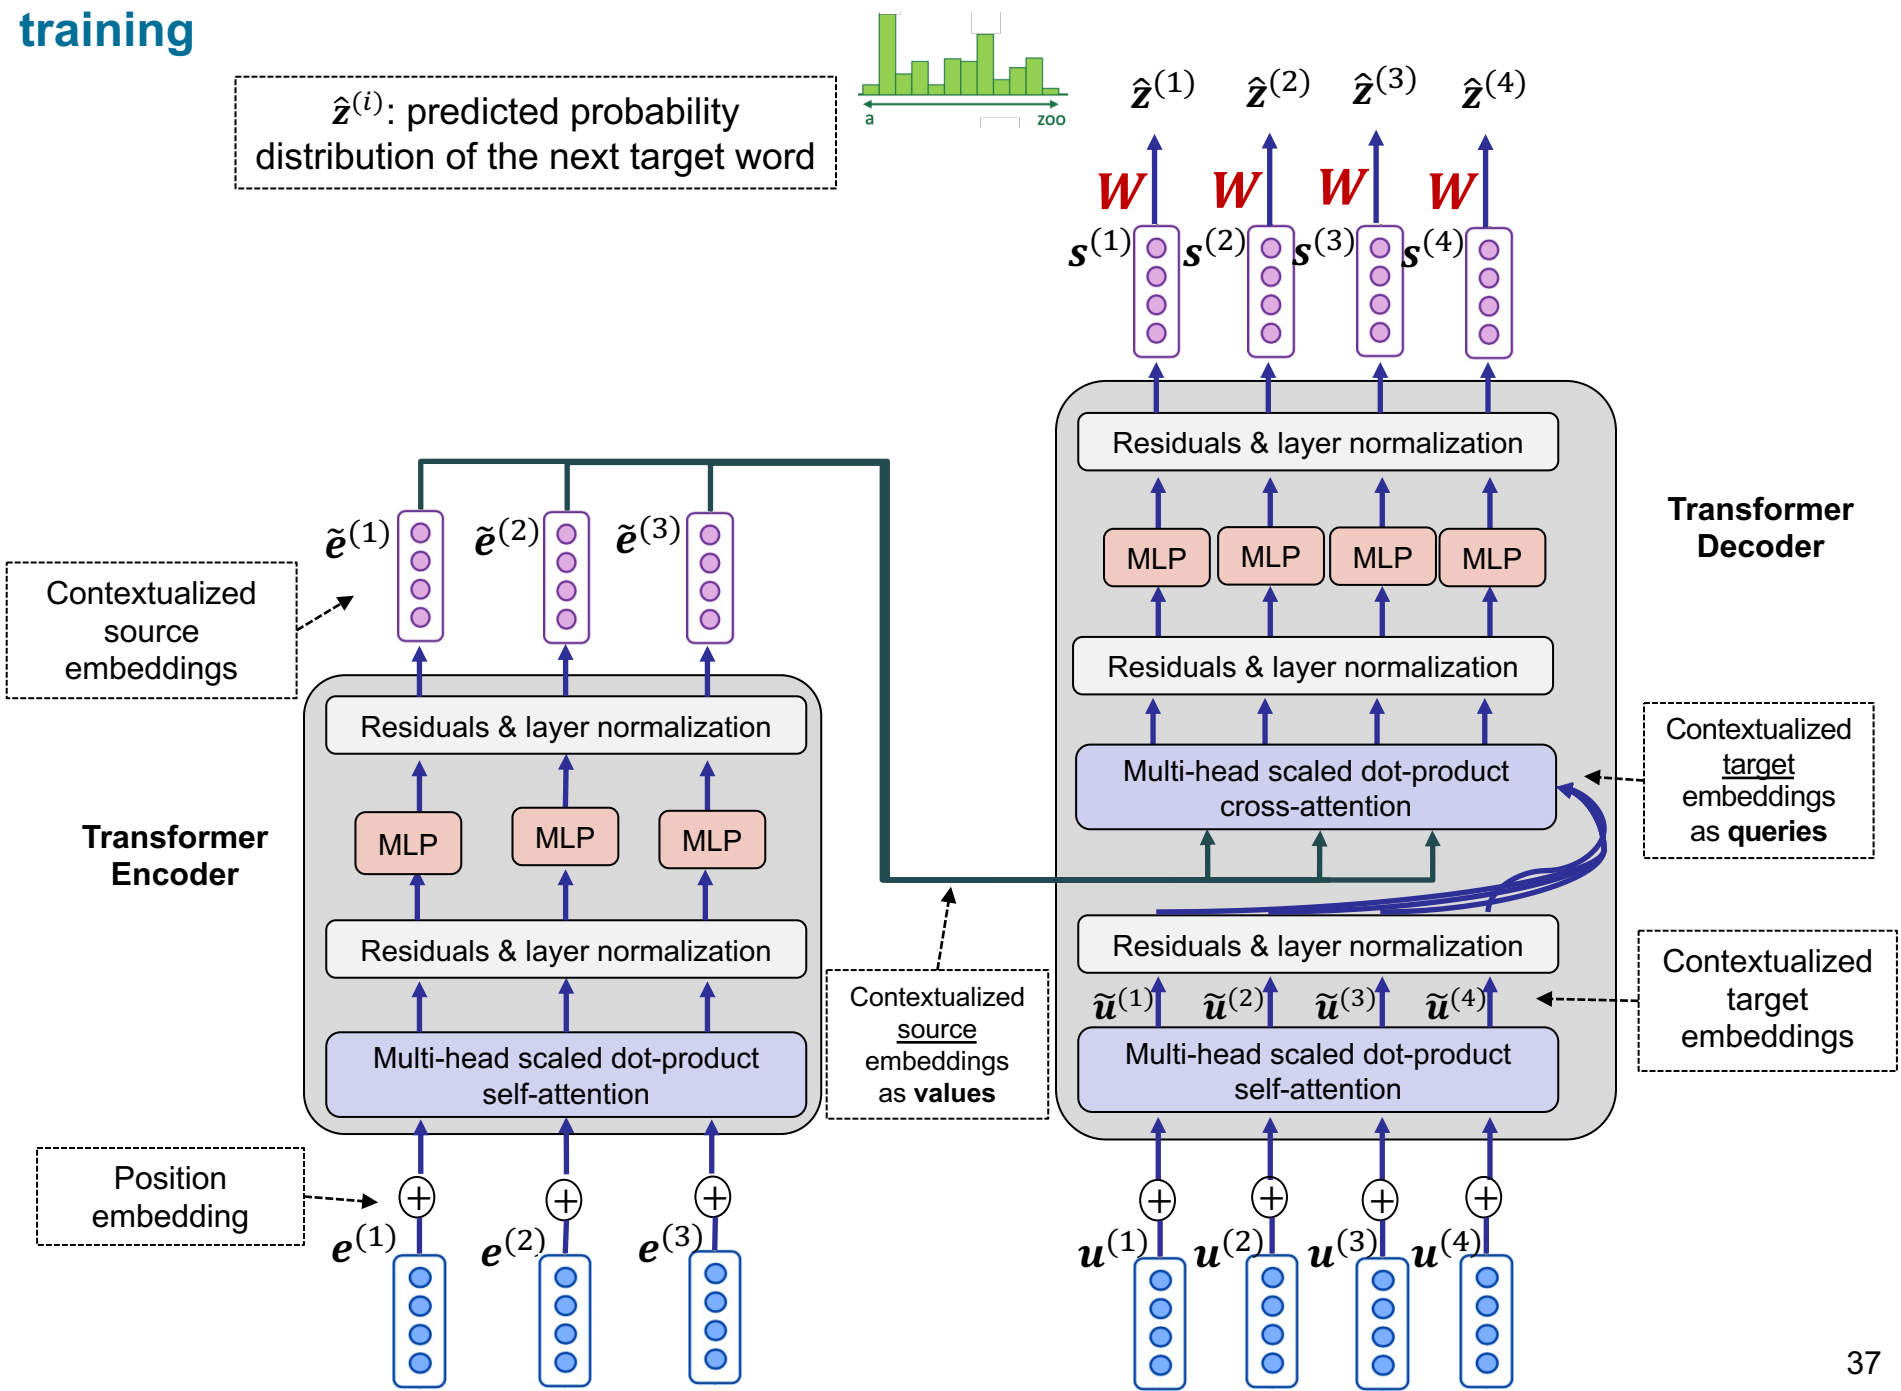 training
ẑ⁽ⁱ⁾: predicted probability
distribution of the next target word
a zoo
ẑ⁽¹⁾ ẑ⁽²⁾ ẑ⁽³⁾ ẑ⁽⁴⁾
W W W W
s⁽¹⁾ s⁽²⁾ s⁽³⁾ s⁽⁴⁾
Residuals & layer normalization
Transformer
Decoder
MLP MLP MLP MLP
Residuals & layer normalization
Multi-head scaled dot-product
cross-attention
Contextualized
target
embeddings
as queries
ẽ⁽¹⁾ ẽ⁽²⁾ ẽ⁽³⁾
Contextualized
source
embeddings
Residuals & layer normalization
Transformer
Encoder
MLP MLP MLP
Residuals & layer normalization
Multi-head scaled dot-product
self-attention
Contextualized
source
embeddings
as values
Residuals & layer normalization
ũ⁽¹⁾ ũ⁽²⁾ ũ⁽³⁾ ũ⁽⁴⁾
Contextualized
target
embeddings
Multi-head scaled dot-product
self-attention
Position
embedding
+ + +
e⁽¹⁾ e⁽²⁾ e⁽³⁾
+ + + +
u⁽¹⁾ u⁽²⁾ u⁽³⁾ u⁽⁴⁾
37